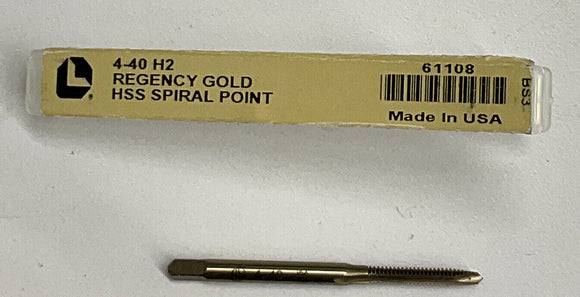 4-40 H2
REGENCY GOLD
HSS SPIRAL POINT
61108
Made In USA
BS3